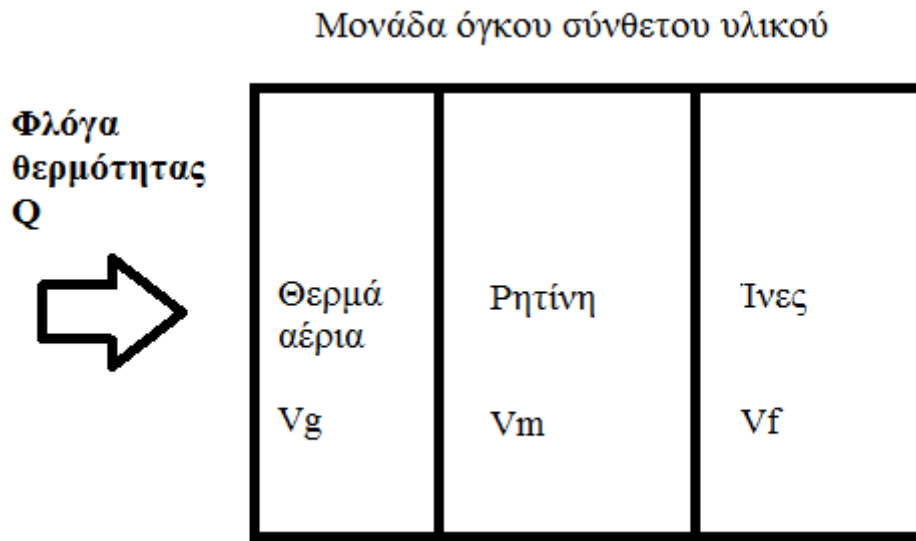 Μονάδα όγκου σύνθετου υλικού
Φλόγα
θερμότητας
Q
Θερμά
αέρια
Ρητίνη
Ίνες
Vg
Vm
Vf